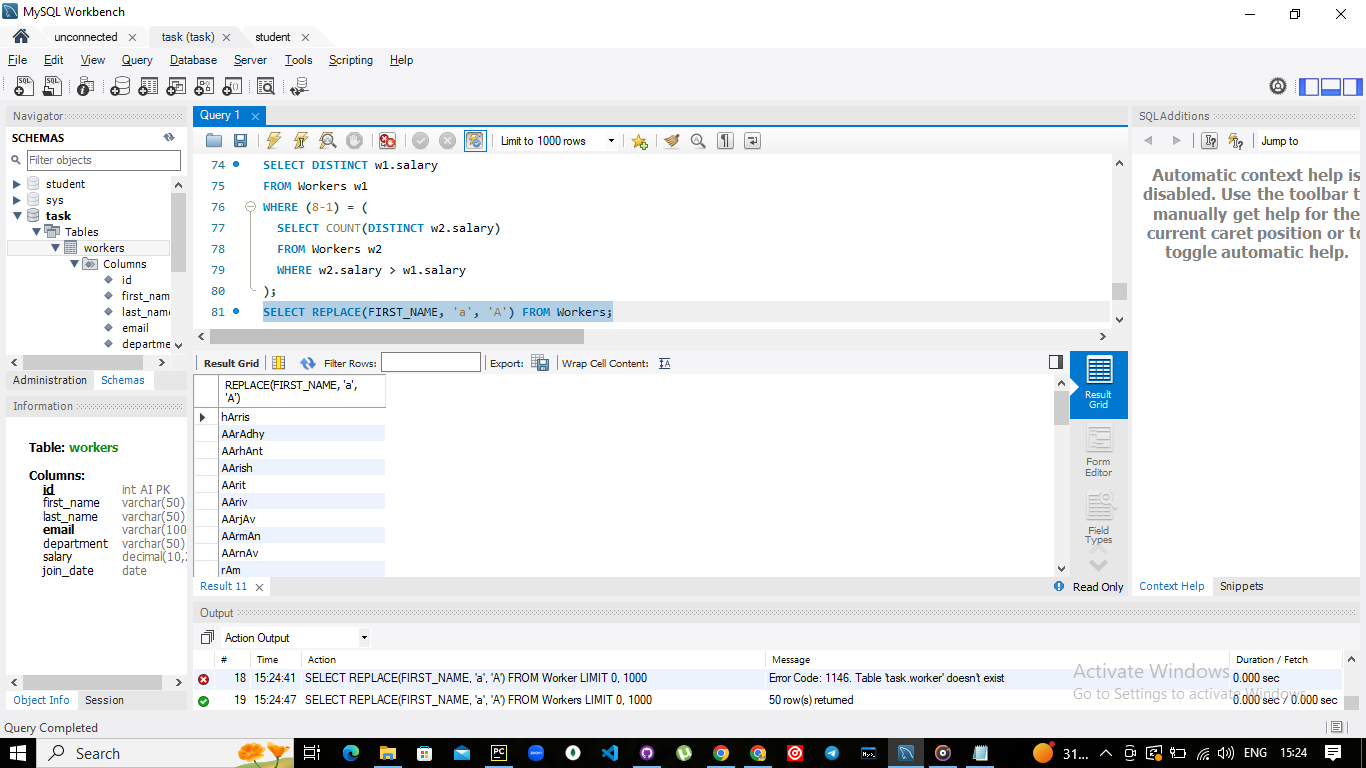 MySQL Workbench
unconnected
task (task)
student
File Edit View Query Database Server Tools Scripting Help
Navigator
SCHEMAS
Filter objects
student
sys
task
Tables
workers
Columns
id
first_nam
last_name
email
departme
Administration Schemas
Information
Table: workers
Columns:
id int AI PK
first_name varchar(50)
last_name varchar(50)
email varchar(100
department varchar(50)
salary decimal(10,
join_date date
Object Info Session
Query 1
Limit to 1000 rows
74 SELECT DISTINCT w1.salary
75 FROM Workers w1
76 WHERE (8-1) = (
77 SELECT COUNT(DISTINCT w2.salary)
78 FROM Workers w2
79 WHERE w2.salary > w1.salary
80 );
81 SELECT REPLACE(FIRST_NAME, 'a', 'A') FROM Workers;
Result Grid Filter Rows: Export: Wrap Cell Content:
REPLACE(FIRST_NAME, 'a',
'A')
hArris
AArAdhy
AArhAnt
AArish
AArit
AAriv
AArjAv
AArmAn
AArnAv
rAm
Result
Grid
Form
Editor
Field
Types
Result 11
Read Only
SQLAdditions
Jump to
Automatic context help is
disabled. Use the toolbar t
manually get help for the
current caret position or to
toggle automatic help.
Context Help Snippets
Output
Action Output
# Time Action Message Duration / Fetch
18 15:24:41 SELECT REPLACE(FIRST_NAME, 'a', 'A') FROM Worker LIMIT 0, 1000 Error Code: 1146. Table 'task.worker' doesn't exist 0.000 sec
19 15:24:47 SELECT REPLACE(FIRST_NAME, 'a', 'A') FROM Workers LIMIT 0, 1000 50 row(s) returned 0.000 sec / 0.000 sec
Activate Windows
Go to Settings to activate Windows.
Query Completed
Search
31...
ENG
15:24